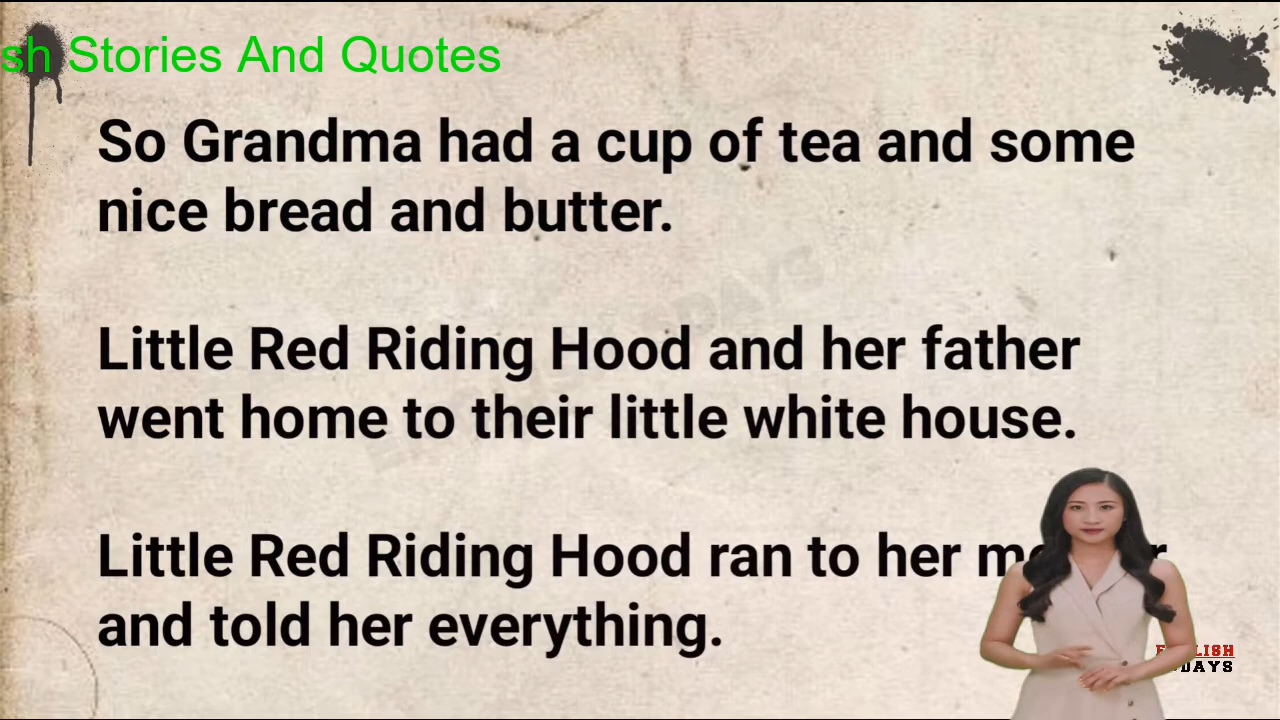 sh Stories And Quotes
So Grandma had a cup of tea and some
nice bread and butter.
Little Red Riding Hood and her father
went home to their little white house.
Little Red Riding Hood ran to her
and told her everything.